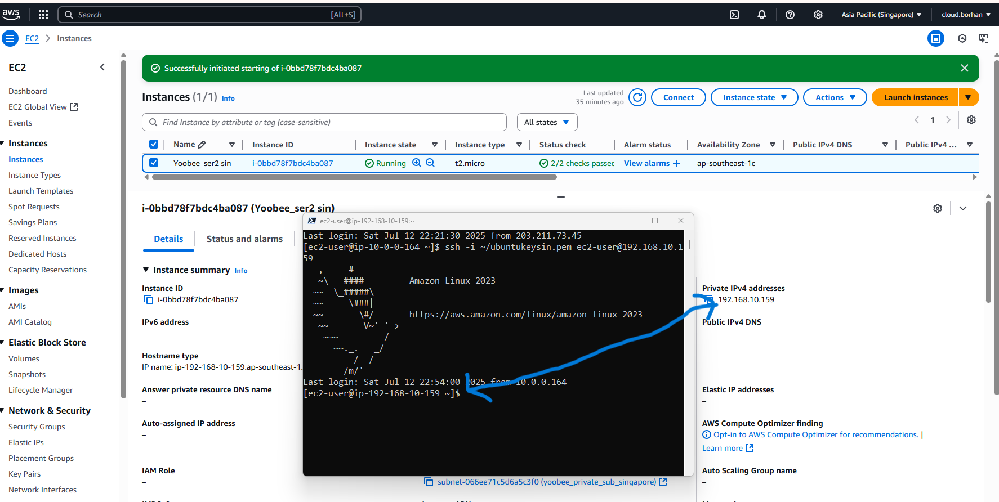 aws
Search [Alt+S]
Asia Pacific (Singapore)
cloud.borhan
EC2 > Instances
EC2
Dashboard
EC2 Global View
Events
Instances
Instances
Instance Types
Launch Templates
Spot Requests
Savings Plans
Reserved Instances
Dedicated Hosts
Capacity Reservations
Images
AMIs
AMI Catalog
Elastic Block Store
Volumes
Snapshots
Lifecycle Manager
Network & Security
Security Groups
Elastic IPs
Placement Groups
Key Pairs
Network Interfaces
Successfully initiated starting of i-0bbd78f7bdc4ba087
Instances (1/1) Info
Last updated
35 minutes ago
Connect
Instance state
Actions
Launch instances
Find Instance by attribute or tag (case-sensitive)
All states
1
Name Instance ID Instance state Instance type Status check Alarm status Availability Zone Public IPv4 DNS Public IPv4 ...
Yoobee_ser2 sin i-0bbd78f7bdc4ba087 Running t2.micro 2/2 checks passec View alarms + ap-southeast-1c – –
i-0bbd78f7bdc4ba087 (Yoobee_ser2 sin)
Details
Status and alarms
Instance summary Info
Instance ID
i-0bbd78f7bdc4ba087
IPv6 address
–
Hostname type
IP name: ip-192-168-10-159.ap-southeast-1.
Answer private resource DNS name
–
Auto-assigned IP address
–
IAM Role
–
ec2-user@ip-192-168-10-159:~
Last login: Sat Jul 12 22:21:30 2025 from 203.211.73.45
[ec2-user@ip-10-0-0-164 ~]$ ssh -i ~/ubuntukeysin.pem ec2-user@192.168.10.1
59
   ,     #_
   ~\_  ####_        Amazon Linux 2023
  ~~  \_#####\
  ~~     \###|
  ~~       \#/ ___   https://aws.amazon.com/linux/amazon-linux-2023
   ~~       V~' '->
    ~~~         /
      ~~._.   _/
         _/ _/
       _/m/'
Last login: Sat Jul 12 22:54:00 2025 from 10.0.0.164
[ec2-user@ip-192-168-10-159 ~]$
subnet-066ee71c5d6a5c3f0 (yoobee_private_sub_singapore)
Private IPv4 addresses
192.168.10.159
Public IPv4 DNS
–
Elastic IP addresses
–
AWS Compute Optimizer finding
Opt-in to AWS Compute Optimizer for recommendations. |
Learn more
Auto Scaling Group name
–